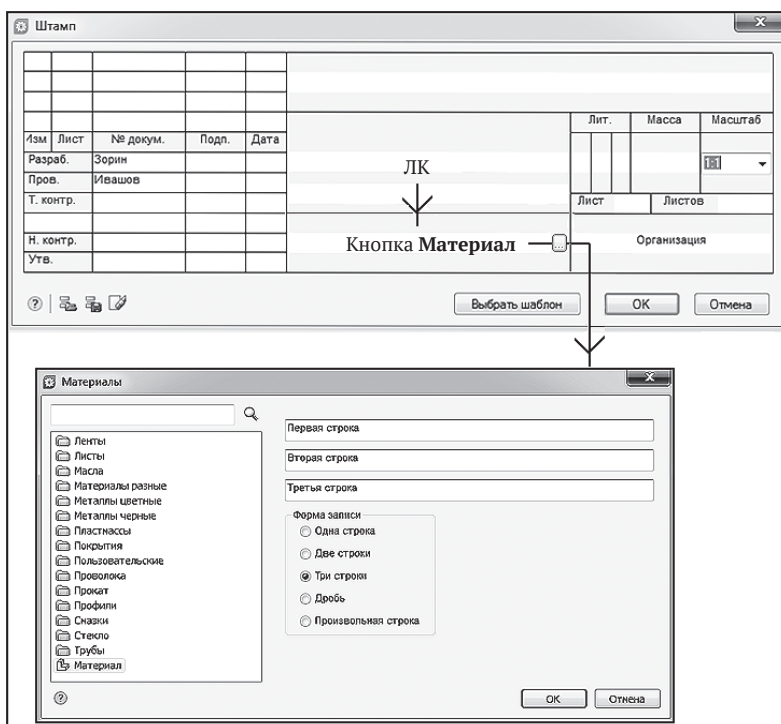 Штамп
Лит. Масса Масштаб
Изм Лист № докум. Подп. Дата
Разраб. Зорин
1:1
Пров. Ивашов
ЛК
Т. контр.
Лист Листов
Н. контр.
Кнопка Материал ...
Организация
Утв.
Выбрать шаблон ОК Отмена
Материалы
Ленты
Листы
Масла
Материалы разные
Металлы цветные
Металлы черные
Пластмассы
Покрытия
Пользовательские
Проволока
Прокат
Профили
Смазки
Стекло
Трубы
Материал
Первая строка
Вторая строка
Третья строка
Форма записи
Одна строка
Две строки
Три строки
Дробь
Произвольная строка
ОК Отмена